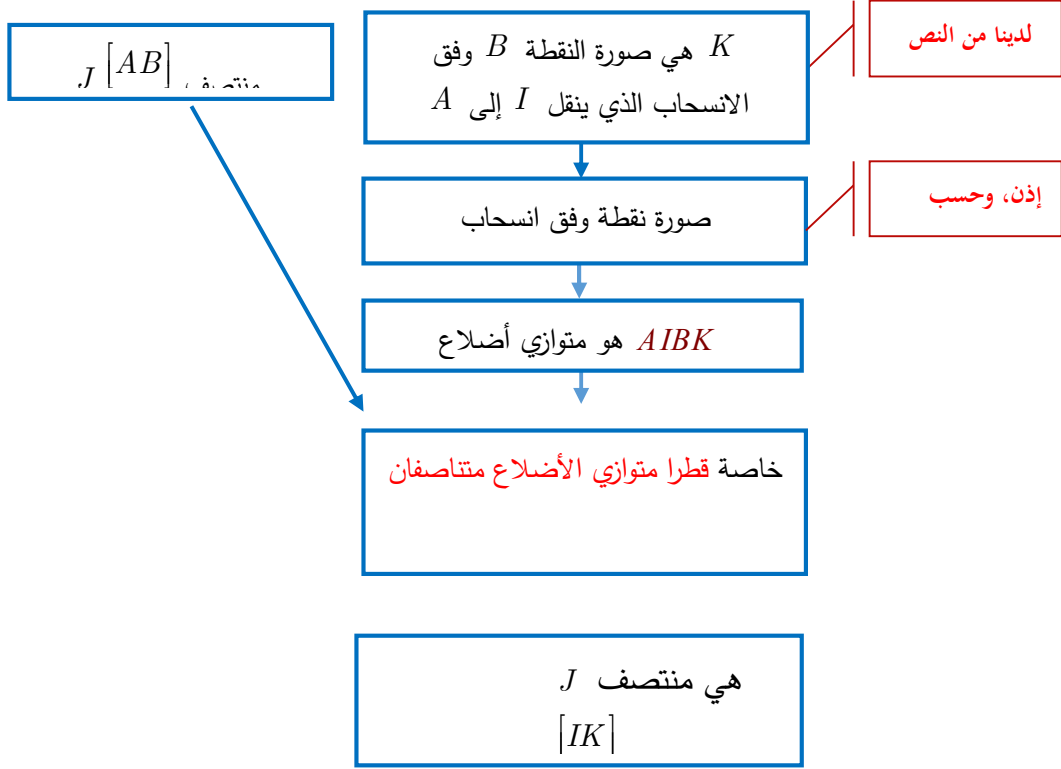 لدينا من النص
K هي صورة النقطة B وفق
الانسحاب الذي ينقل I إلى A
J [AB] منتصف
إذن، وحسب
صورة نقطة وفق انسحاب
AIBK هو متوازي أضلاع
خاصة قطرا متوازي الأضلاع متناصفان
J هي منتصف
[IK]